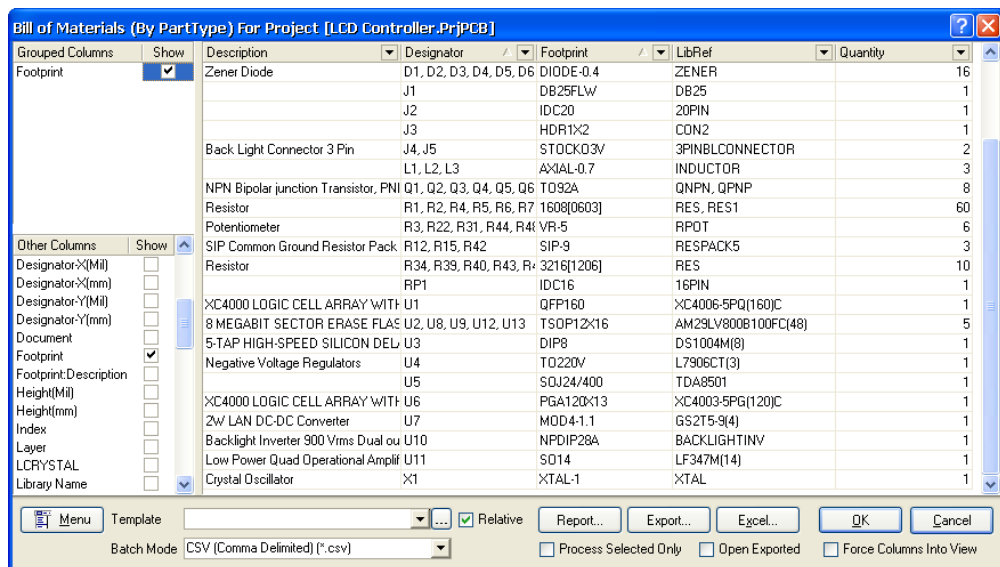 Bill of Materials (By PartType) For Project [LCD Controller.PrjPCB]
Grouped Columns Show
Footprint
Description Designator Footprint LibRef Quantity
Zener Diode D1, D2, D3, D4, D5, D6 DIODE-0.4 ZENER 16
J1 DB25FLW DB25 1
J2 IDC20 20PIN 1
J3 HDR1X2 CON2 1
Back Light Connector 3 Pin J4, J5 STOCKO3V 3PINBLCONNECTOR 2
L1, L2, L3 AXIAL-0.7 INDUCTOR 3
NPN Bipolar junction Transistor, PNI Q1, Q2, Q3, Q4, Q5, Q6 TO92A QNPN, QPNP 8
Resistor R1, R2, R4, R5, R6, R7 1608[0603] RES, RES1 60
Potentiometer R3, R22, R31, R44, R48 VR-5 RPOT 6
SIP Common Ground Resistor Pack R12, R15, R42 SIP-9 RESPACK5 3
Resistor R34, R39, R40, R43, R4 3216[1206] RES 10
RP1 IDC16 16PIN 1
XC4000 LOGIC CELL ARRAY WITH U1 QFP160 XC4006-5PQ(160)C 1
8 MEGABIT SECTOR ERASE FLAS U2, U8, U9, U12, U13 TSOP12X16 AM29LV800B100FC(48) 5
5-TAP HIGH-SPEED SILICON DEL U3 DIP8 DS1004M(8) 1
Negative Voltage Regulators U4 TO220V L7906CT(3) 1
U5 SOJ24/400 TDA8501 1
XC4000 LOGIC CELL ARRAY WITH U6 PGA120X13 XC4003-5PG(120)C 1
2W LAN DC-DC Converter U7 MOD4-1.1 GS2T5-9(4) 1
Backlight Inverter 900 Vrms Dual ou U10 NPDIP28A BACKLIGHTINV 1
Low Power Quad Operational Amplif U11 SO14 LF347M(14) 1
Crystal Oscillator X1 XTAL-1 XTAL 1
Other Columns Show
Designator-X(Mil)
Designator-X(mm)
Designator-Y(Mil)
Designator-Y(mm)
Document
Footprint
Footprint:Description
Height(Mil)
Height(mm)
Index
Layer
LCRYSTAL
Library Name
Menu Template ... Relative Report... Export... Excel... OK Cancel
Batch Mode CSV (Comma Delimited) (*.csv) Process Selected Only Open Exported Force Columns Into View